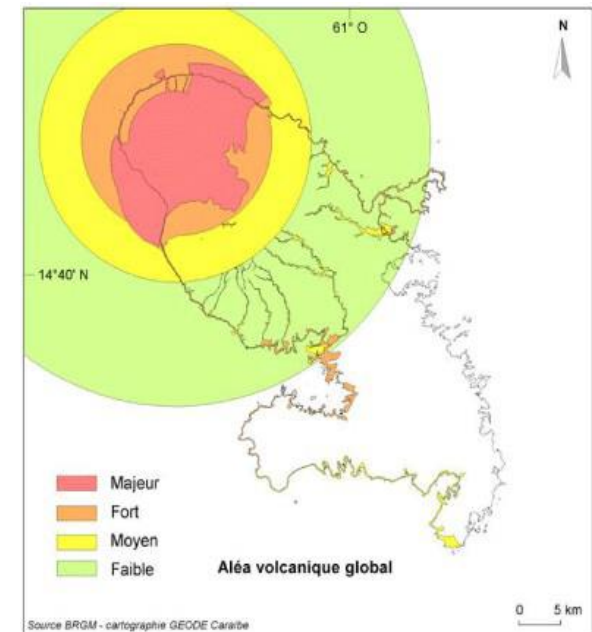 61° O
N
14°40' N
Majeur
Fort
Moyen
Faible
Aléa volcanique global
0 5 km
Source BRGM - cartographie GEODE Caraïbe